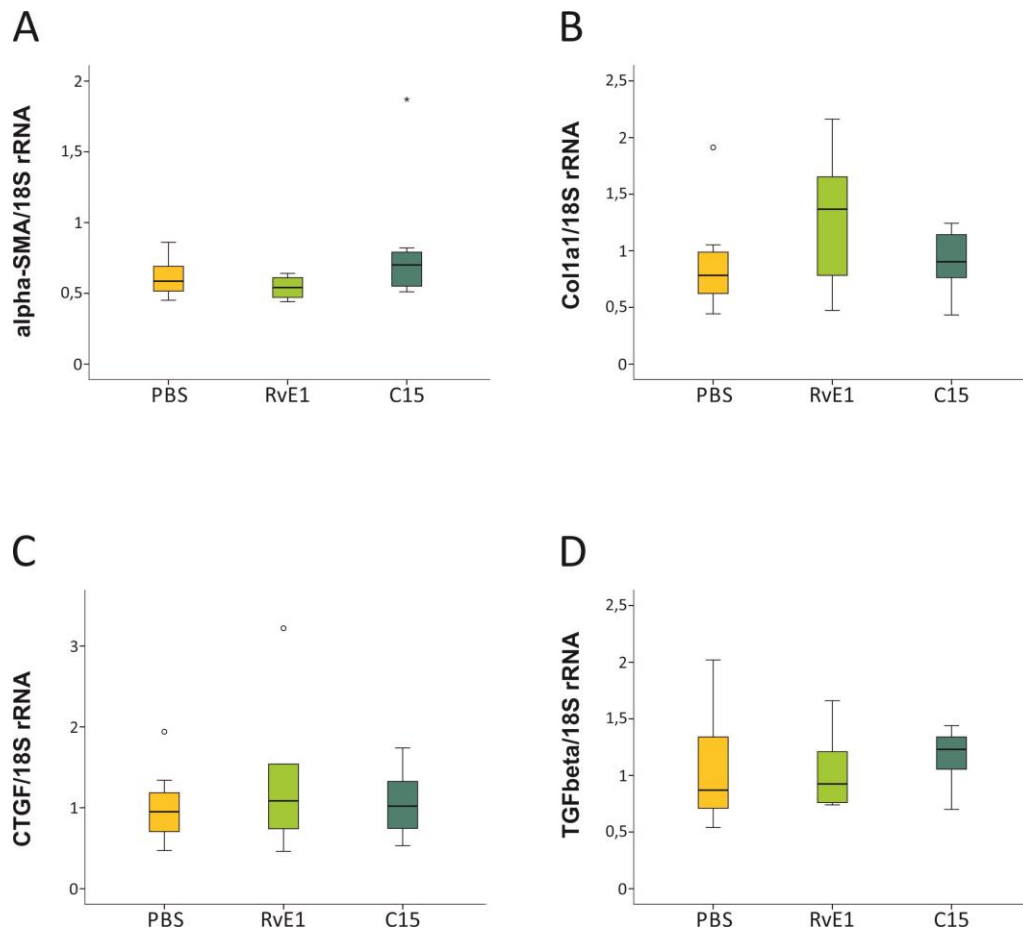 A
alpha-SMA/18S rRNA
2
1,5
1
0,5
0
*
PBS RvE1 C15
B
Col1a1/18S rRNA
2,5
2
1,5
1
0,5
0
PBS RvE1 C15
C
CTGF/18S rRNA
3
2
1
0
PBS RvE1 C15
D
TGFbeta/18S rRNA
2,5
2
1,5
1
0,5
0
PBS RvE1 C15